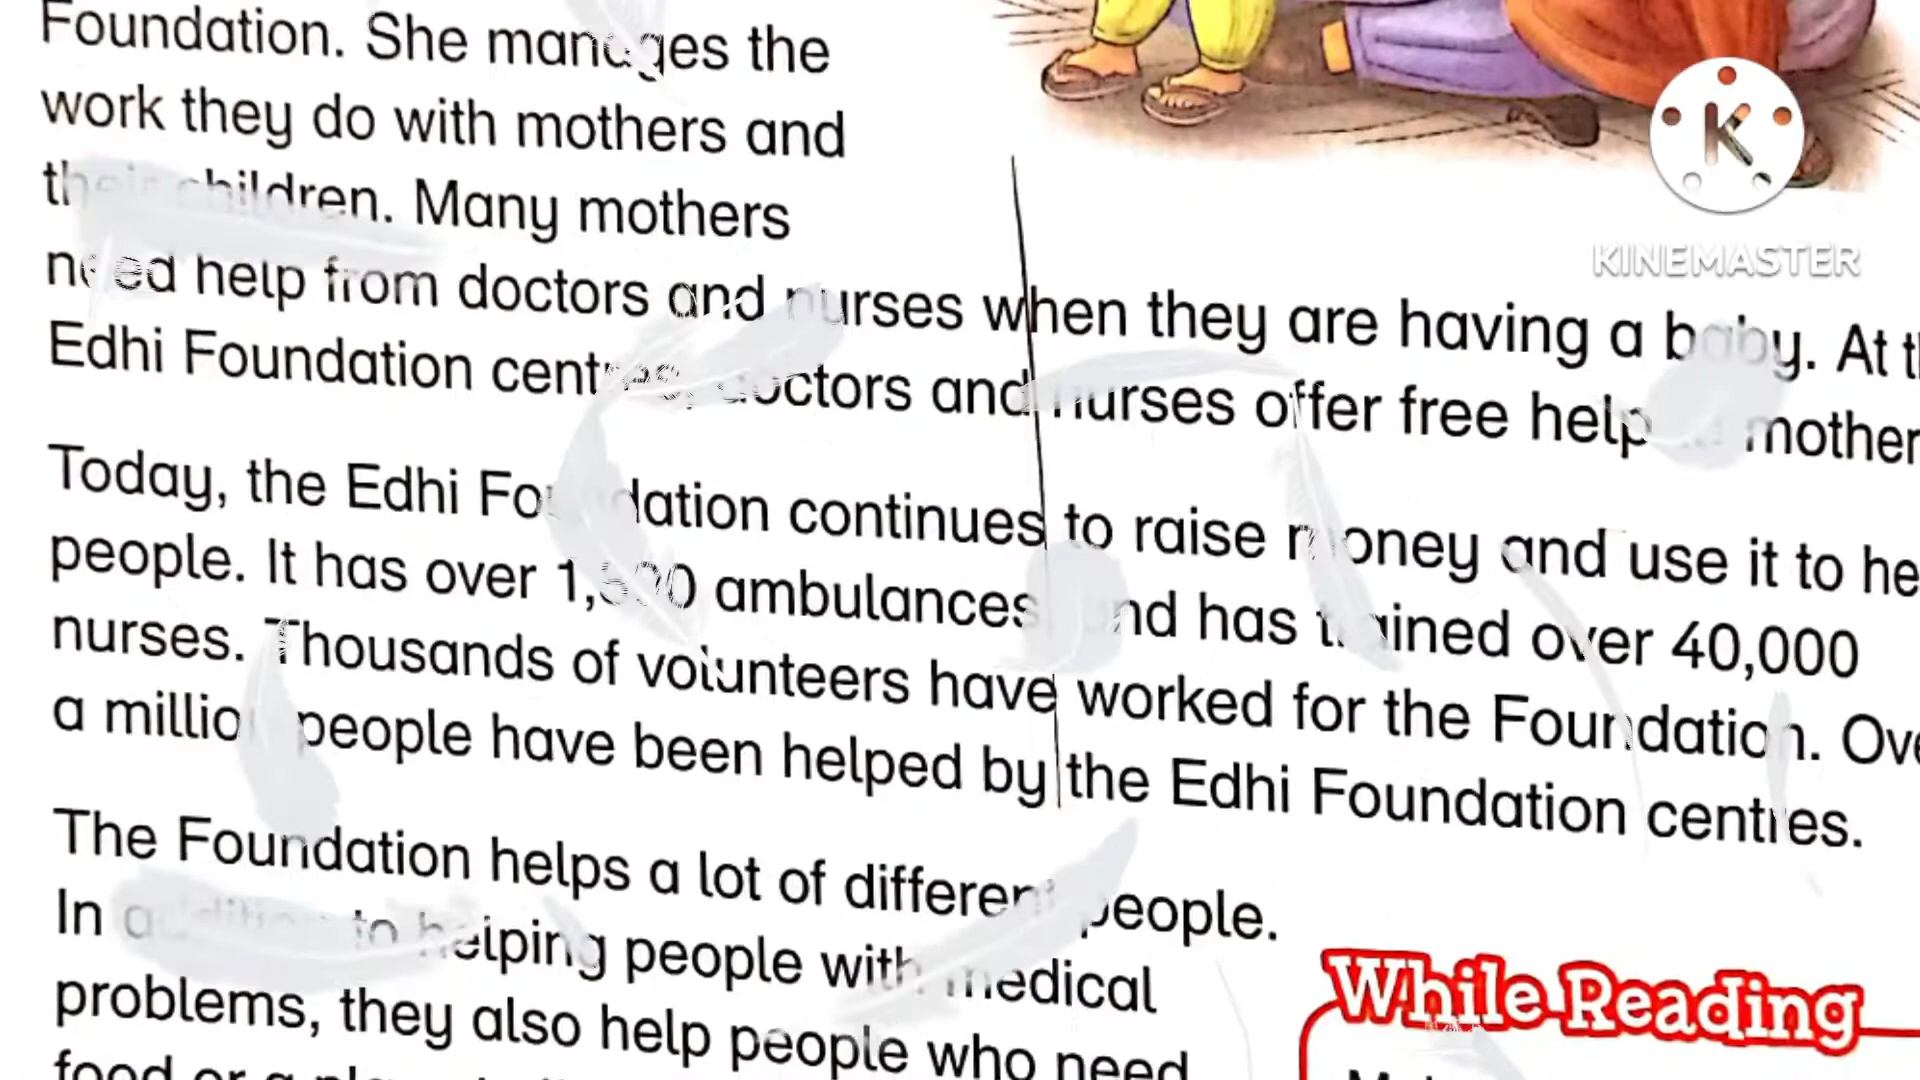 Foundation. She manages the
work they do with mothers and
their children. Many mothers
need help from doctors and nurses when they are having a baby. At
Edhi Foundation centres, doctors and nurses offer free help mother
Today, the Edhi Foundation continues to raise money and use it to he
people. It has over ambulances and has trained over 40,000
nurses. Thousands of volunteers have worked for the Foundation. Ove
a million people have been helped by the Edhi Foundation centres.
The Foundation helps a lot of different people.
In addition to helping people with medical
problems, they also help people who need
food or a
While Reading
K
KINEMASTER